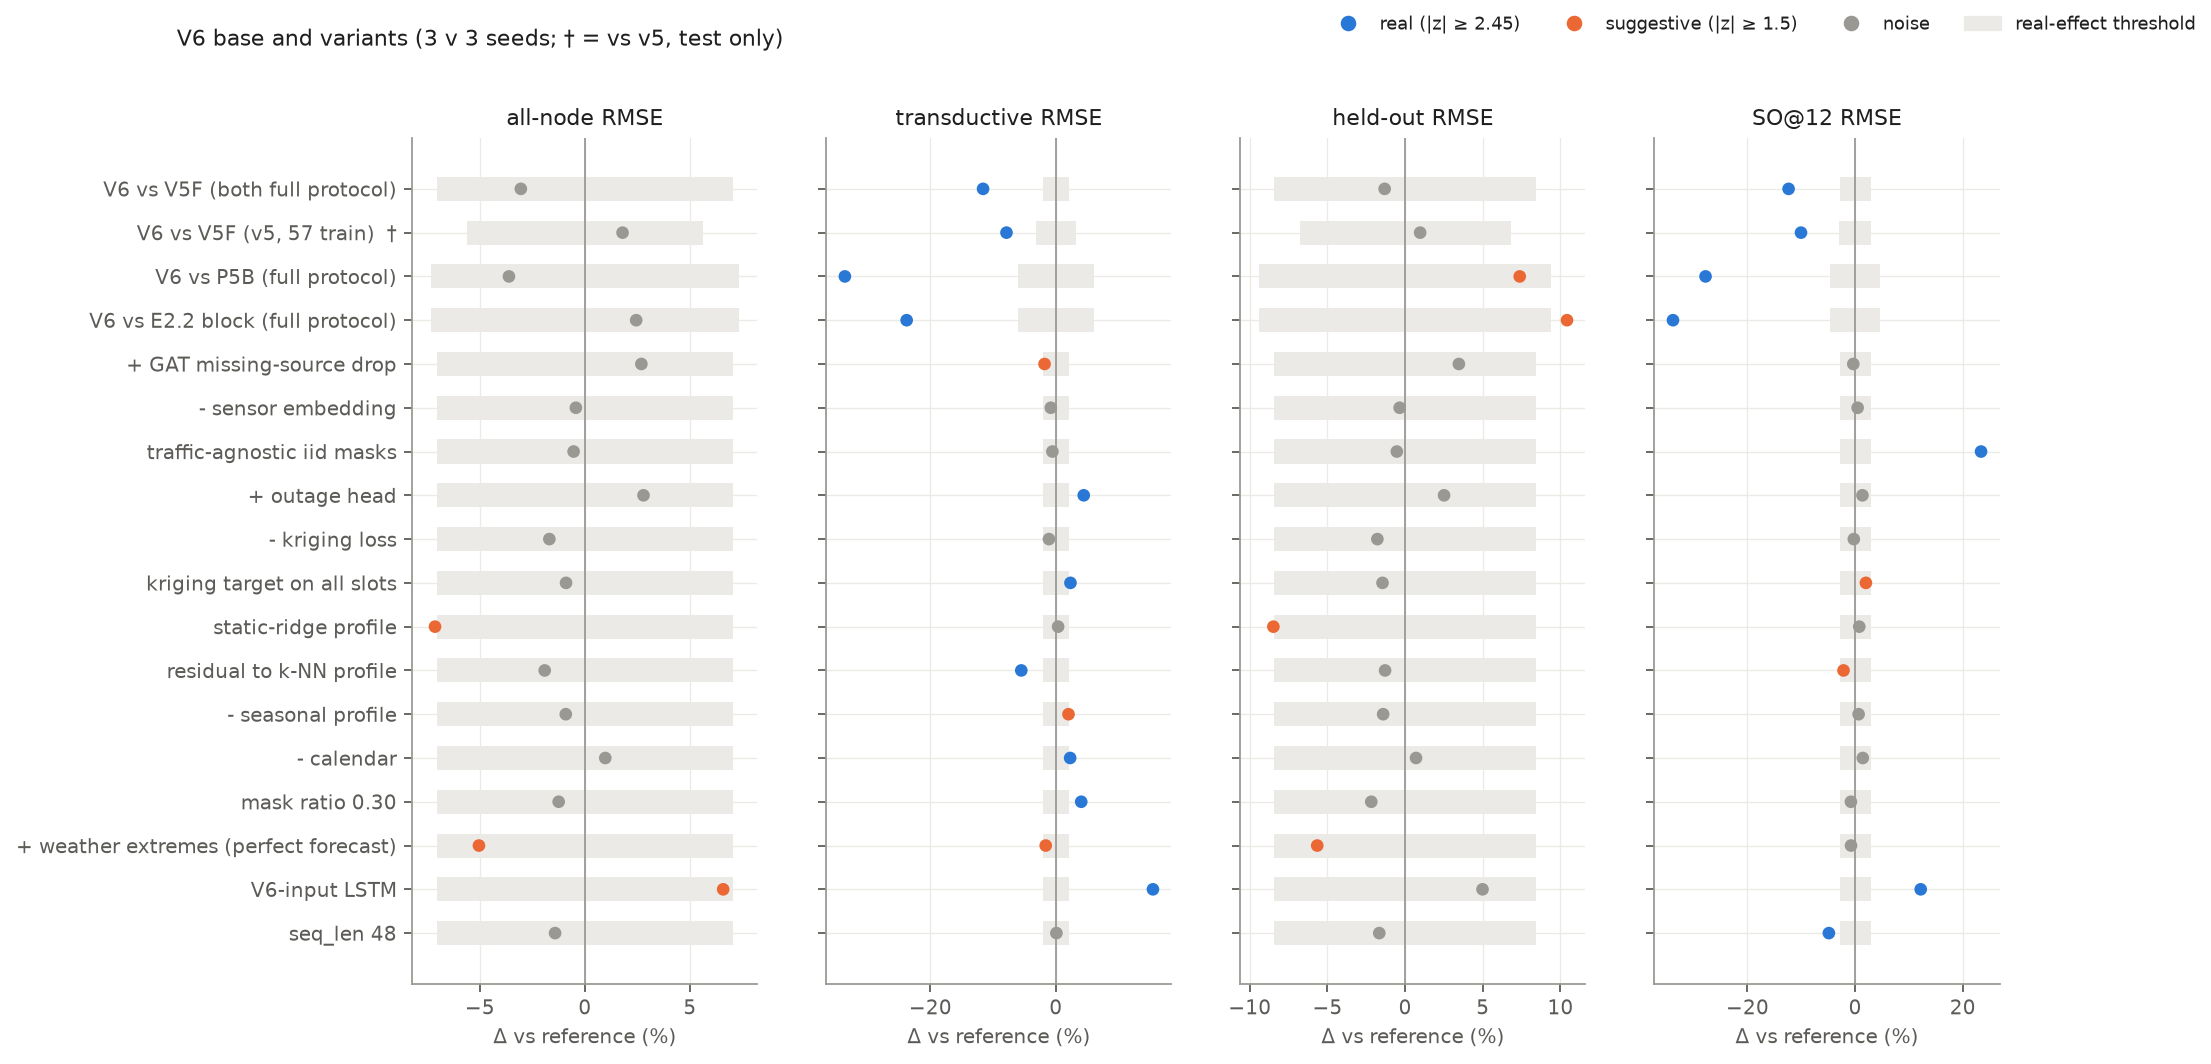 V6 base and variants (3 v 3 seeds; † = vs v5, test only)
real (|z| ≥ 2.45)
suggestive (|z| ≥ 1.5)
noise
real-effect threshold
all-node RMSE
transductive RMSE
held-out RMSE
SO@12 RMSE
V6 vs V5F (both full protocol)
V6 vs V5F (v5, 57 train) †
V6 vs P5B (full protocol)
V6 vs E2.2 block (full protocol)
+ GAT missing-source drop
- sensor embedding
traffic-agnostic iid masks
+ outage head
- kriging loss
kriging target on all slots
static-ridge profile
residual to k-NN profile
- seasonal profile
- calendar
mask ratio 0.30
+ weather extremes (perfect forecast)
V6-input LSTM
seq_len 48
−5 0 5
−20 0
−10 −5 0 5 10
−20 0 20
Δ vs reference (%)
Δ vs reference (%)
Δ vs reference (%)
Δ vs reference (%)